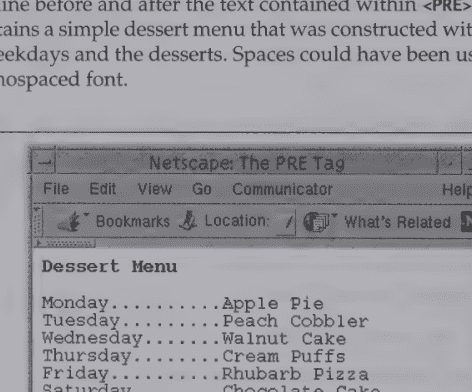 line before and after the text contained within <PRE>
tains a simple dessert menu that was constructed wit
eekdays and the desserts. Spaces could have been us
nospaced font.
Netscape: The PRE Tag
File Edit View Go Communicator Help
Bookmarks Location: / What's Related N
Dessert Menu
Monday..........Apple Pie
Tuesday.........Peach Cobbler
Wednesday.......Walnut Cake
Thursday........Cream Puffs
Friday..........Rhubarb Pizza
Saturday........Chocolate Cake